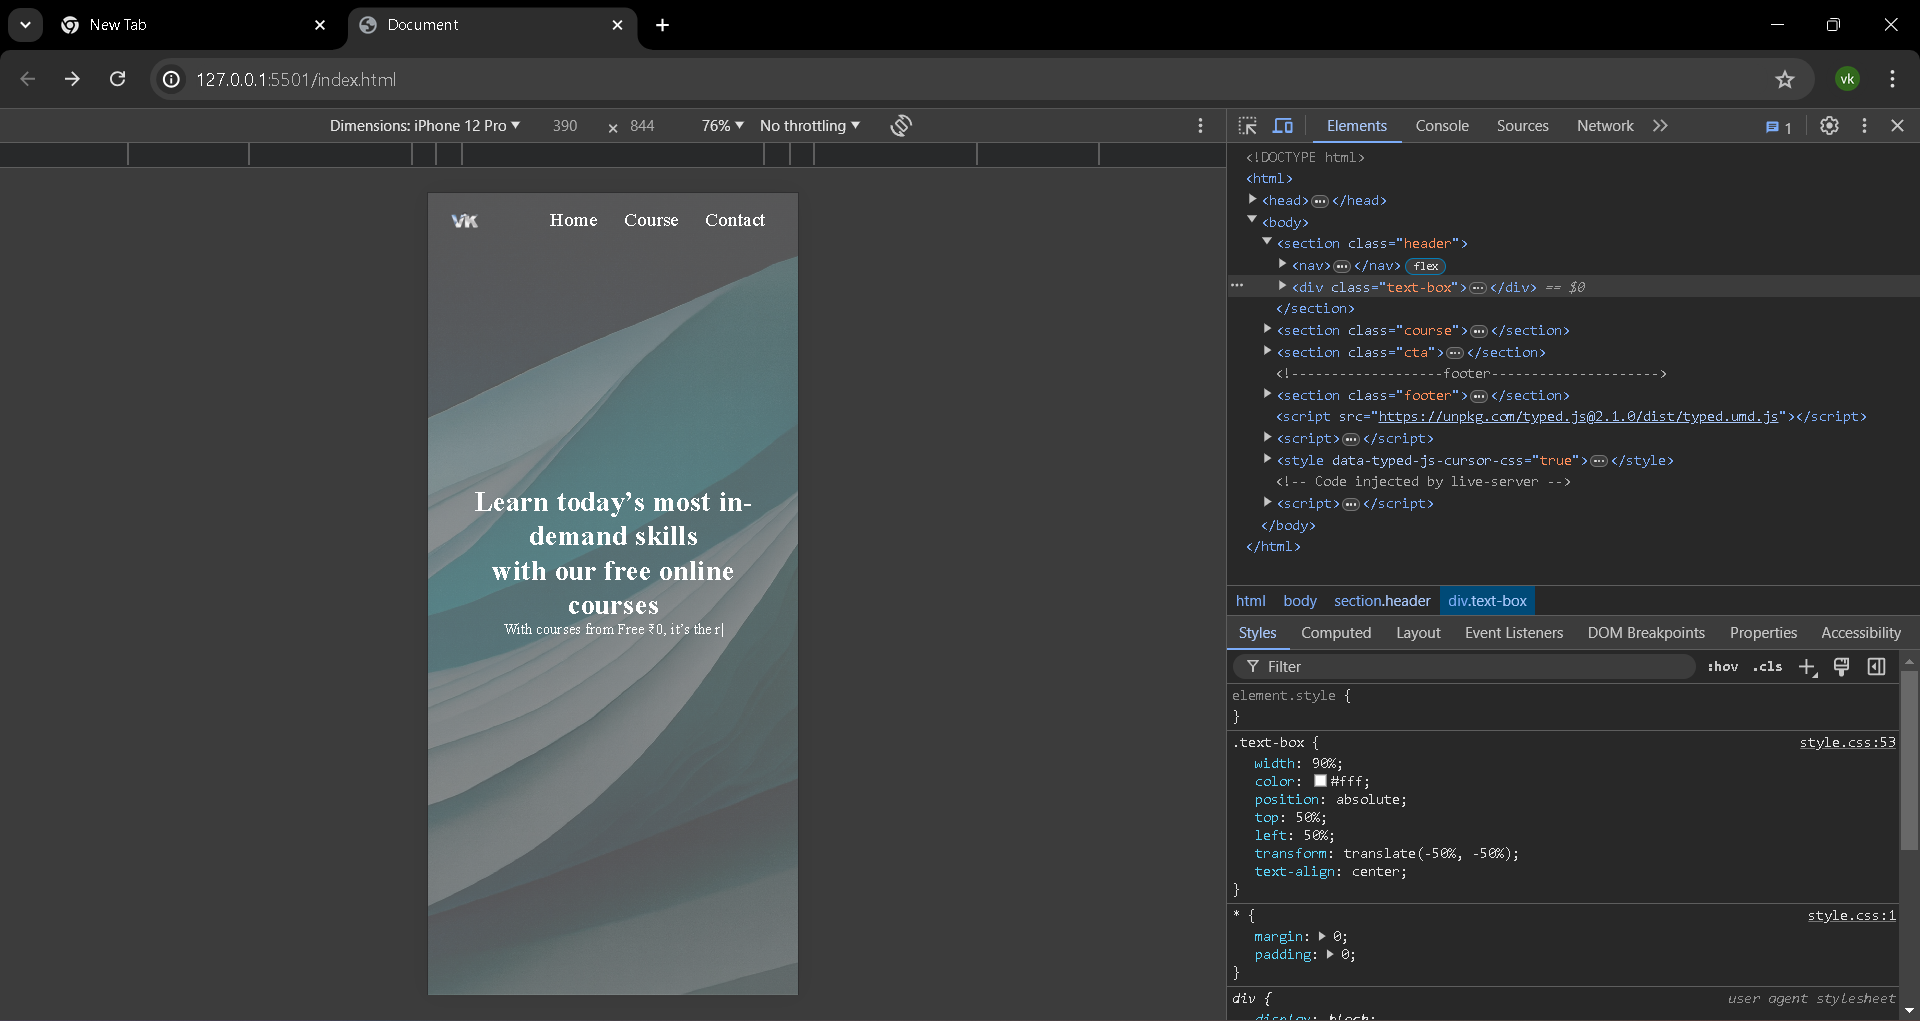 New Tab
Document
127.0.0.1:5501/index.html
vk
Dimensions: iPhone 12 Pro ▼ 390 × 844 76% ▼ No throttling ▼
Elements Console Sources Network 1
VK Home Course Contact
Learn today’s most in-
demand skills
with our free online
courses
With courses from Free ₹0, it’s the r|
<!DOCTYPE html>
<html>
<head>…</head>
<body>
<section class="header">
<nav>…</nav> flex
<div class="text-box">…</div> == $0
</section>
<section class="course">…</section>
<section class="cta">…</section>
<!--------------------footer---------------------->
<section class="footer">…</section>
<script src="https://unpkg.com/typed.js@2.1.0/dist/typed.umd.js"></script>
<script>…</script>
<style data-typed-js-cursor-css="true">…</style>
<!-- Code injected by live-server -->
<script>…</script>
</body>
</html>
html body section.header div.text-box
Styles Computed Layout Event Listeners DOM Breakpoints Properties Accessibility
Filter :hov .cls
element.style {
}
.text-box { style.css:53
width: 90%;
color: #fff;
position: absolute;
top: 50%;
left: 50%;
transform: translate(-50%, -50%);
text-align: center;
}
* { style.css:1
margin: 0;
padding: 0;
}
div { user agent stylesheet
display: block;